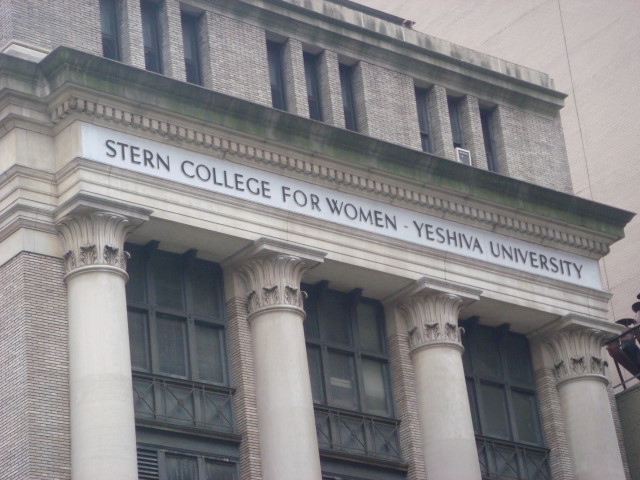 STERN COLLEGE FOR WOMEN - YESHIVA UNIVERSITY